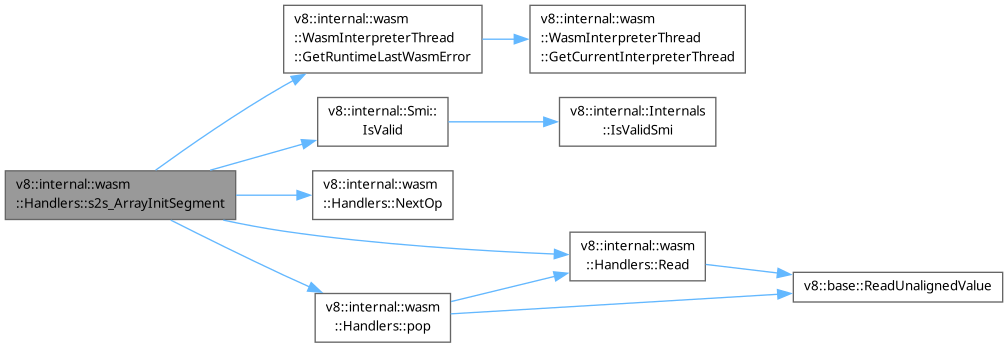 v8::internal::wasm
::WasmInterpreterThread
::GetRuntimeLastWasmError
v8::internal::wasm
::WasmInterpreterThread
::GetCurrentInterpreterThread
v8::internal::Smi::
IsValid
v8::internal::Internals
::IsValidSmi
v8::internal::wasm
::Handlers::s2s_ArrayInitSegment
v8::internal::wasm
::Handlers::NextOp
v8::internal::wasm
::Handlers::Read
v8::base::ReadUnalignedValue
v8::internal::wasm
::Handlers::pop